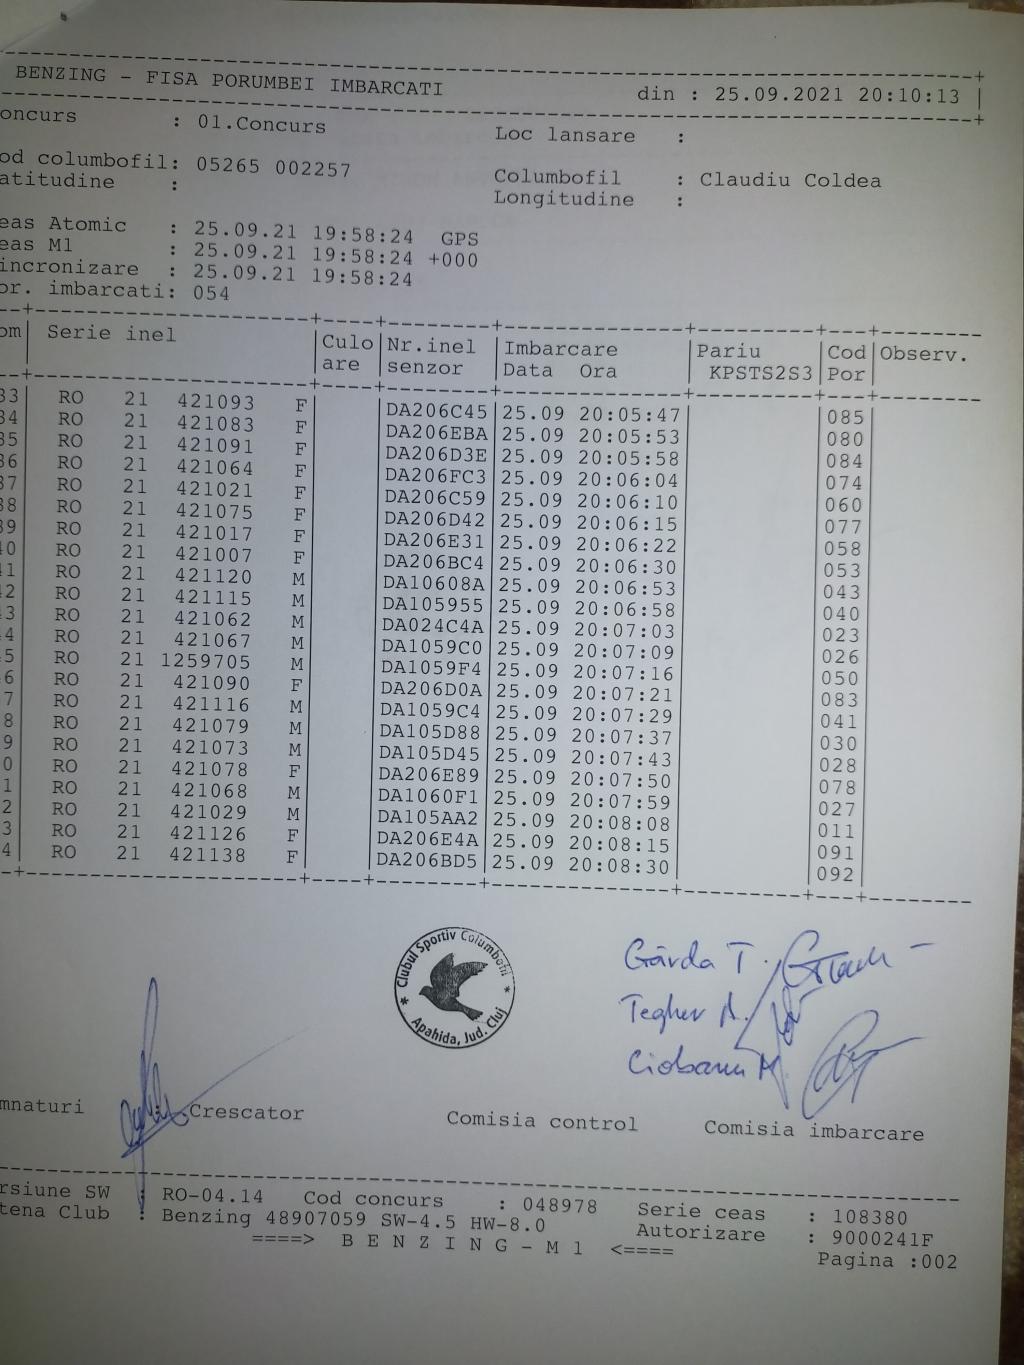 BENZING - FISA PORUMBEI IMBARCATI din : 25.09.2021 20:10:13
oncurs : 01.Concurs Loc lansare :
od columbofil: 05265 002257 Columbofil : Claudiu Coldea
atitudine : Longitudine :
eas Atomic : 25.09.21 19:58:24 GPS
eas M1 : 25.09.21 19:58:24 +000
incronizare : 25.09.21 19:58:24
or. imbarcati: 054
om Serie inel Culo Nr.inel Imbarcare Pariu Cod Observ.
are senzor Data Ora KPSTS2S3 Por
33 RO 21 421093 F DA206C45 25.09 20:05:47 085
34 RO 21 421083 F DA206EBA 25.09 20:05:53 080
35 RO 21 421091 F DA206D3E 25.09 20:05:58 084
36 RO 21 421064 F DA206FC3 25.09 20:06:04 074
37 RO 21 421021 F DA206C59 25.09 20:06:10 060
38 RO 21 421075 F DA206D42 25.09 20:06:15 077
39 RO 21 421017 F DA206E31 25.09 20:06:22 058
40 RO 21 421007 F DA206BC4 25.09 20:06:30 053
41 RO 21 421120 M DA10608A 25.09 20:06:53 043
42 RO 21 421115 M DA105955 25.09 20:06:58 040
43 RO 21 421062 M DA024C4A 25.09 20:07:03 023
44 RO 21 421067 M DA1059C0 25.09 20:07:09 026
5 RO 21 1259705 M DA1059F4 25.09 20:07:16 050
6 RO 21 421090 F DA206D0A 25.09 20:07:21 083
7 RO 21 421116 M DA1059C4 25.09 20:07:29 041
8 RO 21 421079 M DA105D88 25.09 20:07:37 030
9 RO 21 421073 M DA105D45 25.09 20:07:43 028
0 RO 21 421078 F DA206E89 25.09 20:07:50 078
1 RO 21 421068 M DA1060F1 25.09 20:07:59 027
2 RO 21 421029 M DA105AA2 25.09 20:08:08 011
3 RO 21 421126 F DA206E4A 25.09 20:08:15 091
4 RO 21 421138 F DA206BD5 25.09 20:08:30 092
Clubul Sportiv Columbofil
Apahida, Jud. Cluj
Gârda T.
Tegher A.
Ciobanu M.
mnaturi Crescator Comisia control Comisia imbarcare
rsiune SW : RO-04.14 Cod concurs : 048978 Serie ceas : 108380
tena Club : Benzing 48907059 SW-4.5 HW-8.0 Autorizare : 9000241F
====> B E N Z I N G - M 1 <==== Pagina :002